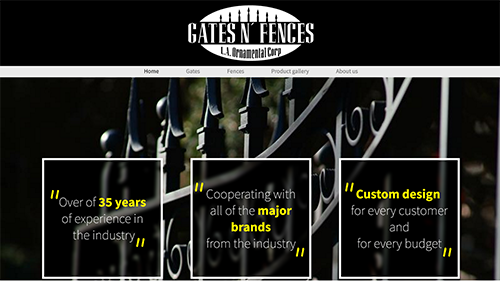 GATES N' FENCES
L.A. Ornamental Corp
Home Gates Fences Product gallery About us
"Over of 35 years
of experience in
the industry"
"Cooperating with
all of the major
brands
from the industry"
"Custom design
for every customer
and
for every budget"